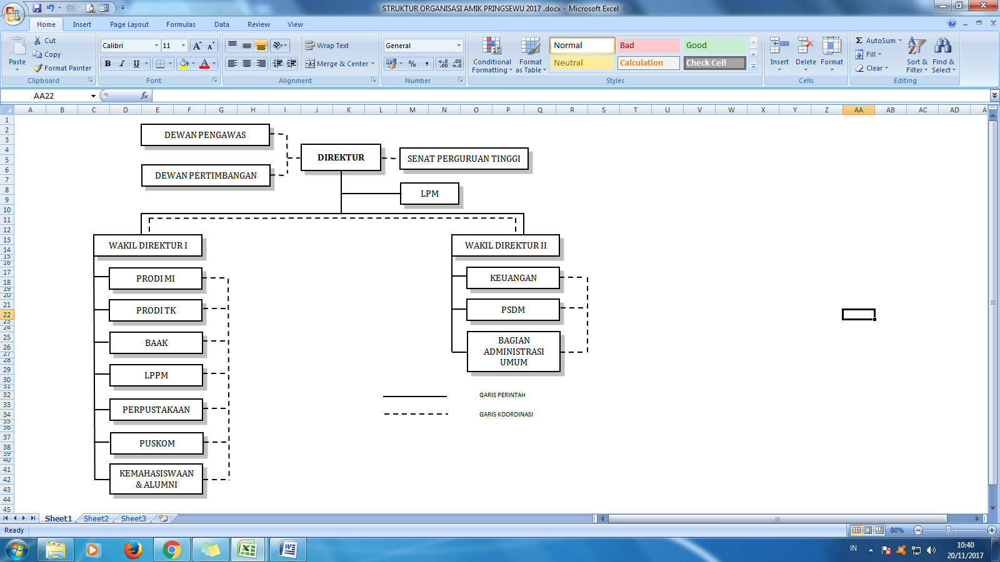 STRUKTUR ORGANISASI AMIK PRINGSEWU 2017 .docx - Microsoft Excel
Home Insert Page Layout Formulas Data Review View
Paste
Cut
Copy
Format Painter
Clipboard
Calibri 11
B I U
A A
A
Font
Wrap Text
Merge & Center
Alignment
General
% ,
.00 .0
Number
Conditional Formatting
Format as Table
Normal Bad Good
Neutral Calculation Check Cell
Styles
Insert Delete Format
Cells
Σ AutoSum
Fill
Clear
Sort & Filter
Find & Select
Editing
AA22 fx
A B C D E F G H I J K L M N O P Q R S T U V W X Y Z AA AB AC AD A
1
2
3
4
5
6
7
8
9
10
11
12
13
14
15
16
17
18
19
20
21
22
23
24
25
26
27
28
29
30
31
32
33
34
35
36
37
38
39
40
41
42
43
44
45
DEWAN PENGAWAS
DIREKTUR
SENAT PERGURUAN TINGGI
DEWAN PERTIMBANGAN
LPM
WAKIL DIREKTUR I
PRODI MI
PRODI TK
BAAK
LPPM
PERPUSTAKAAN
PUSKOM
KEMAHASISWAAN
& ALUMNI
WAKIL DIREKTUR II
KEUANGAN
PSDM
BAGIAN
ADMINISTRASI
UMUM
GARIS PERINTAH
GARIS KOORDINASI
Sheet1 Sheet2 Sheet3
Ready 80%
IN 10:40
20/11/2017